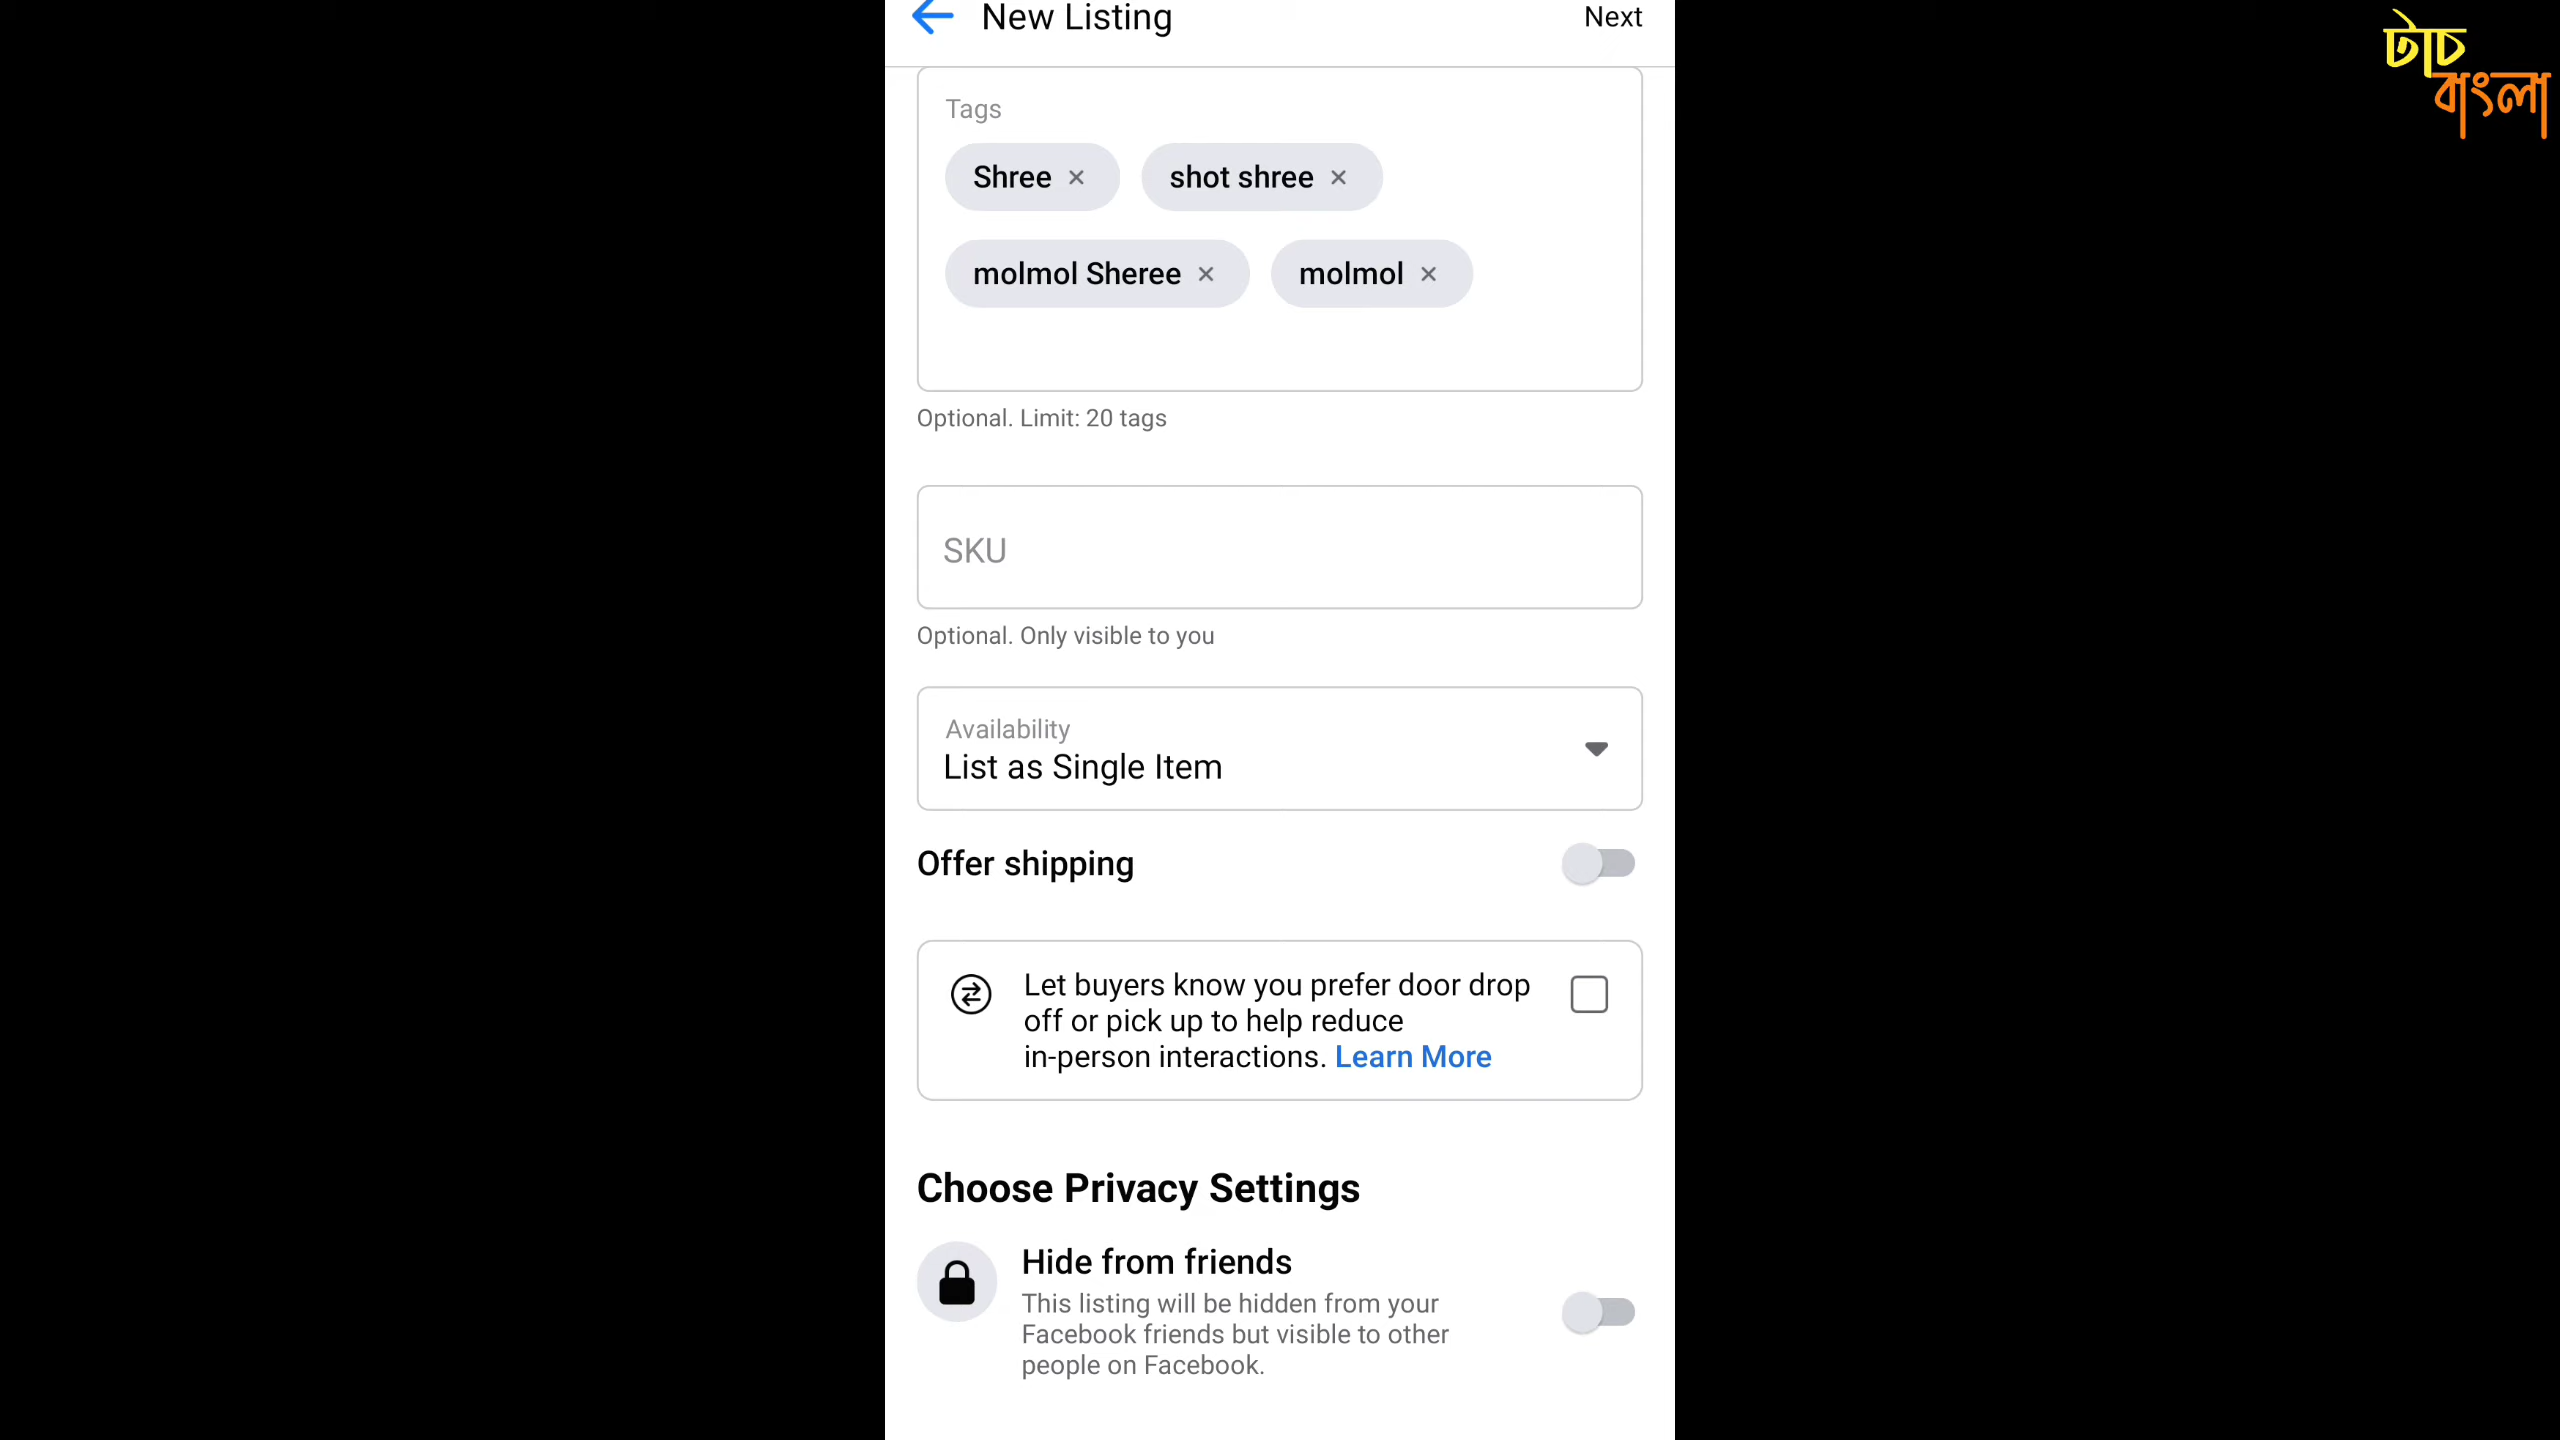 New Listing
Next
টাচ
বাংলা
Tags
Shree
shot shree
molmol Sheree
molmol
Optional. Limit: 20 tags
SKU
Optional. Only visible to you
Availability
List as Single Item
Offer shipping
Let buyers know you prefer door drop
off or pick up to help reduce
in-person interactions. Learn More
Choose Privacy Settings
Hide from friends
This listing will be hidden from your
Facebook friends but visible to other
people on Facebook.